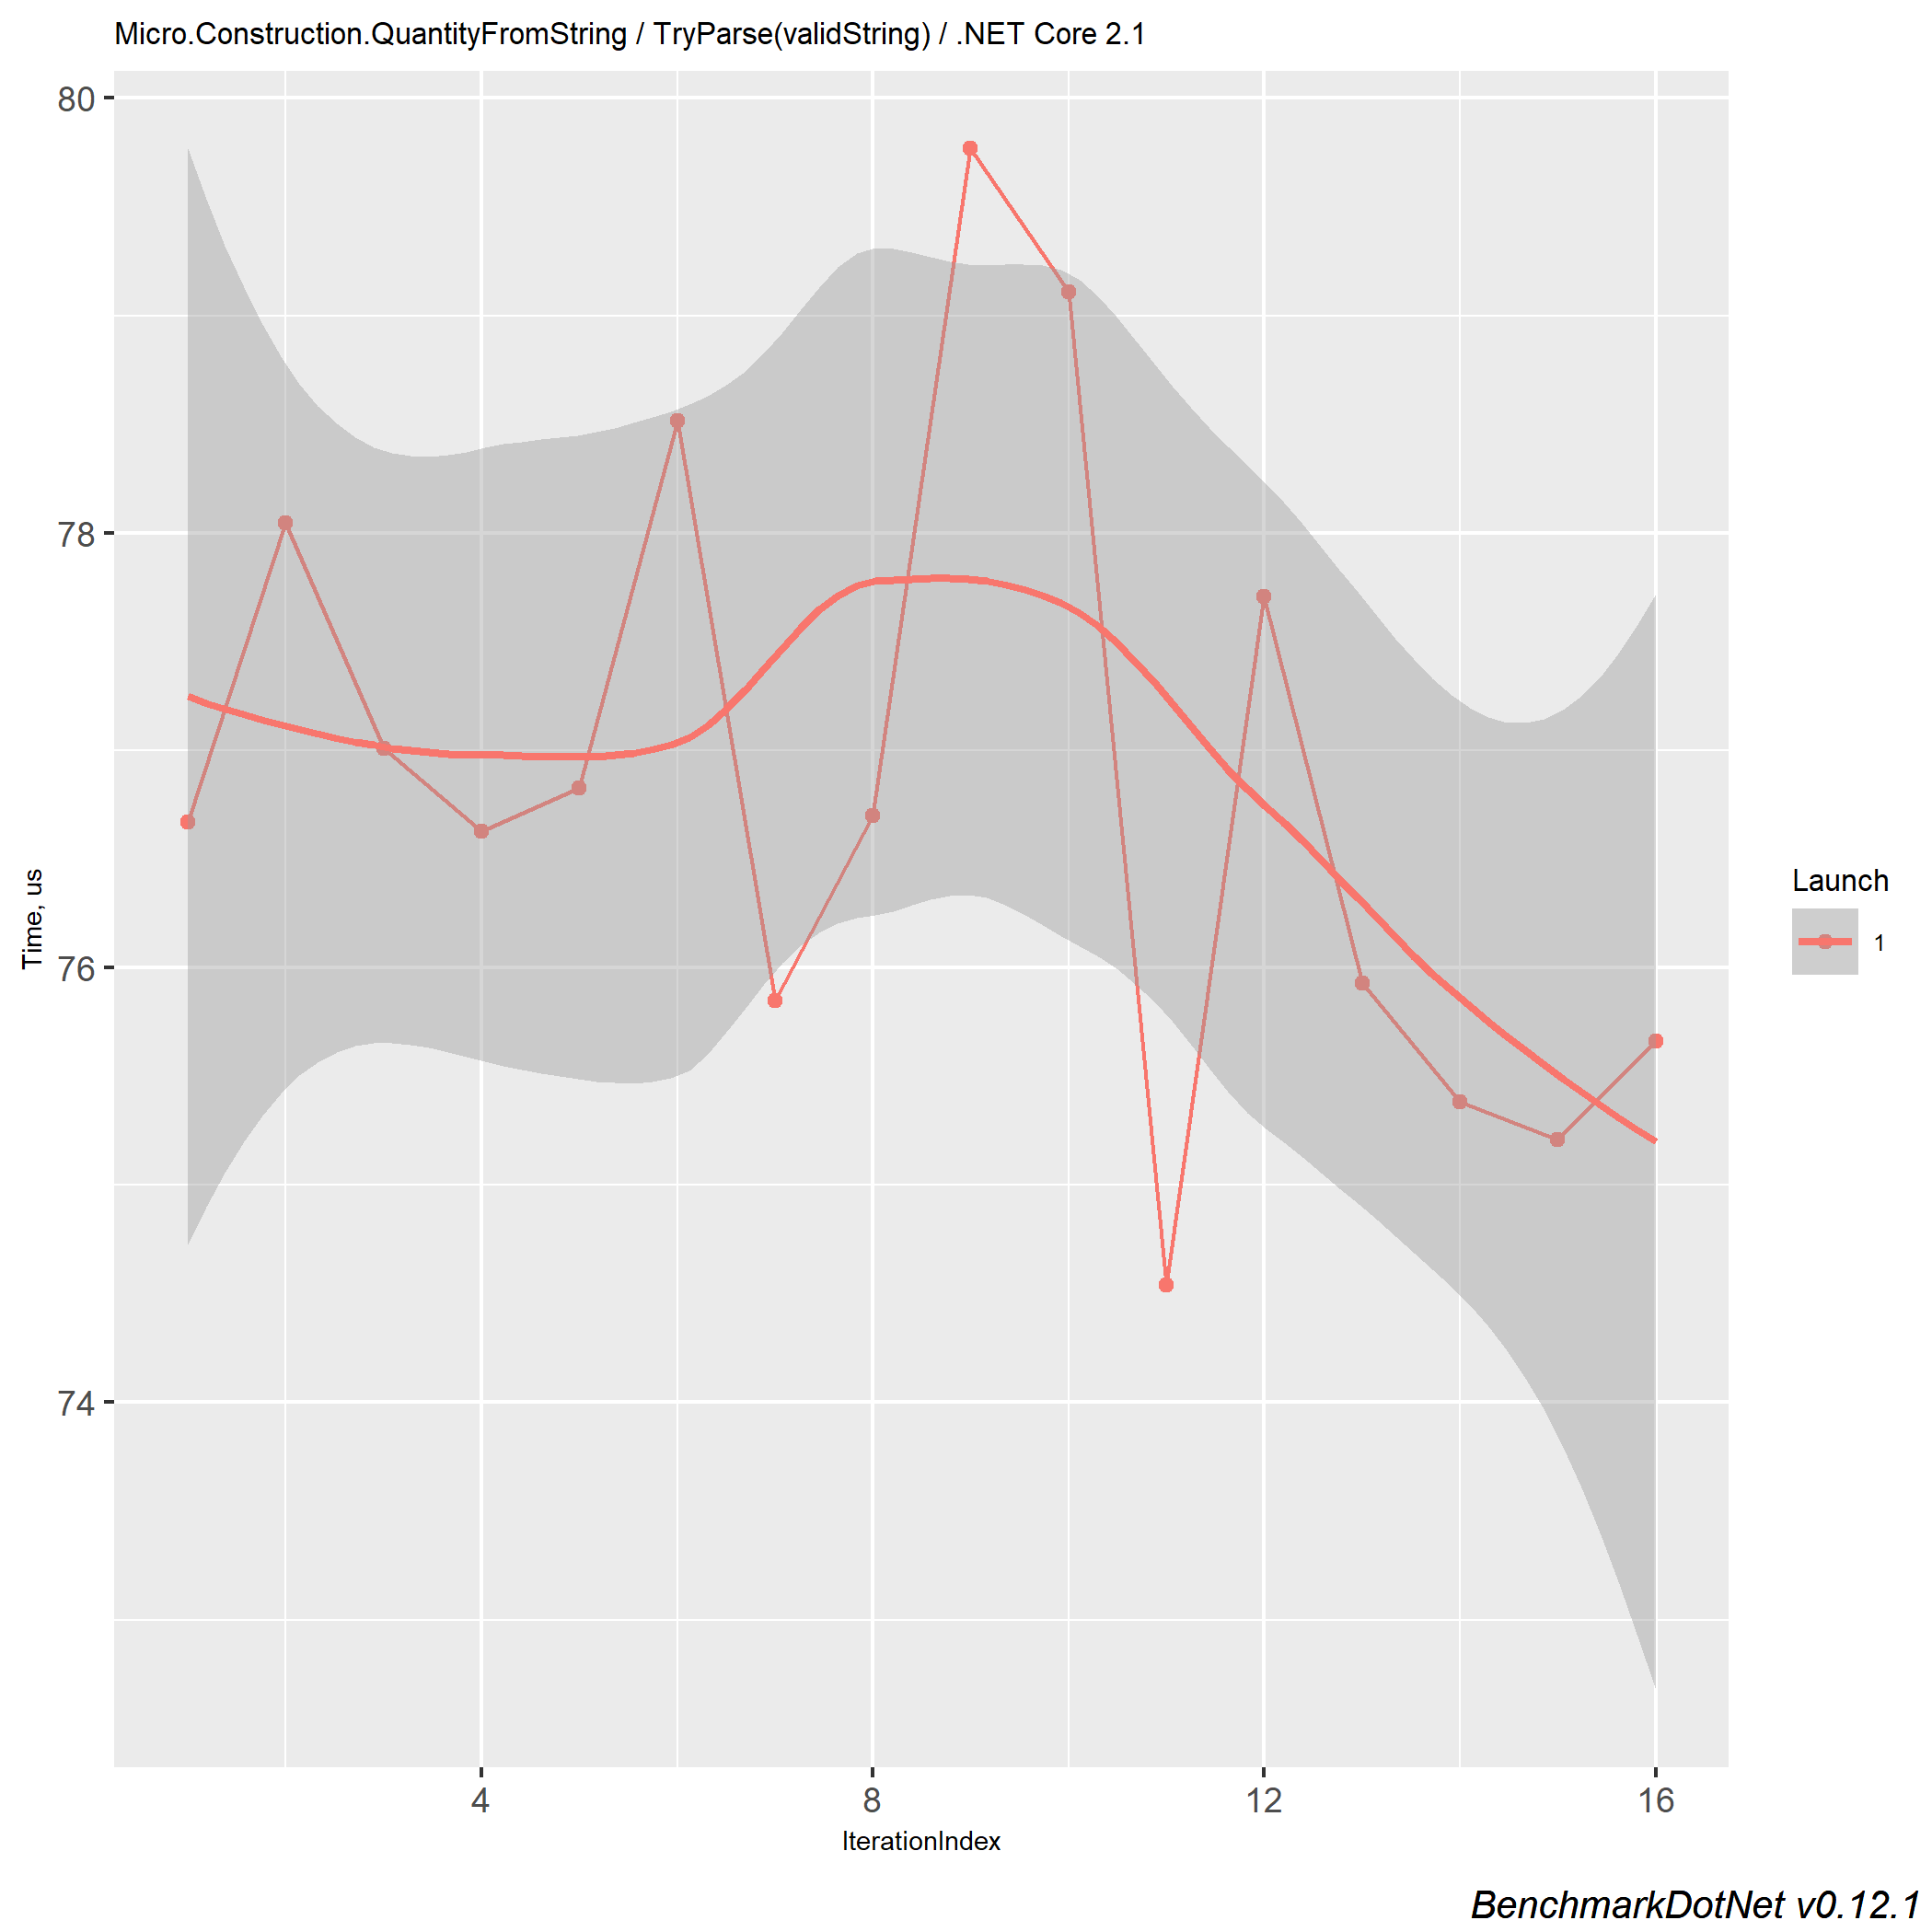 Micro.Construction.QuantityFromString / TryParse(validString) / .NET Core 2.1
80
78
76
74
Time, us
4
8
12
16
IterationIndex
Launch
1
BenchmarkDotNet v0.12.1